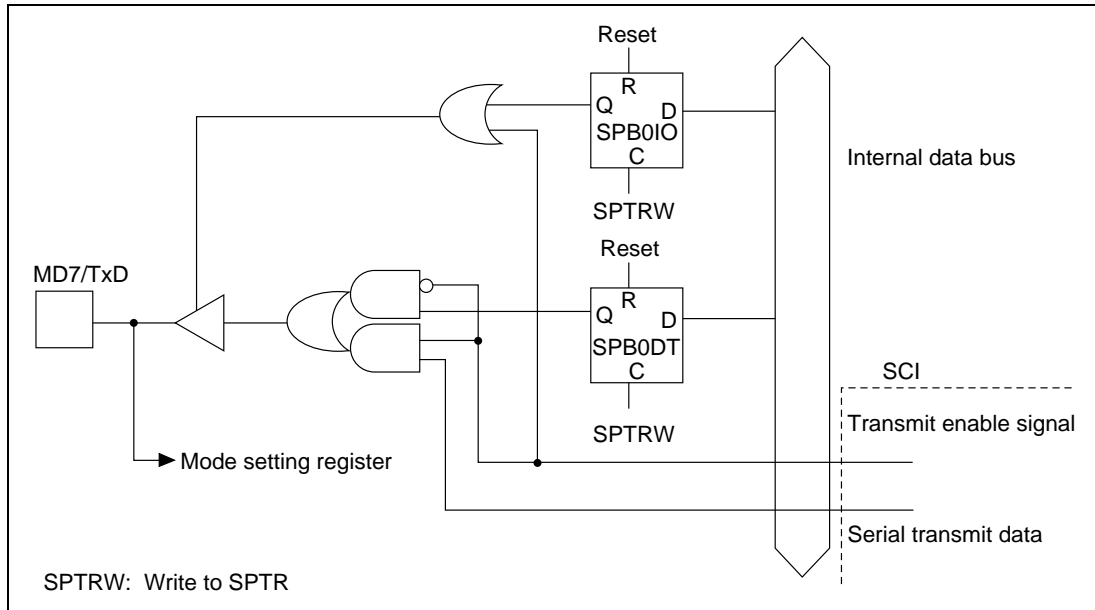 Reset
R
Q
D
SPB0IO
C
Internal data bus
SPTRW
Reset
MD7/TxD
R
Q
D
SPB0DT
C
SCI
SPTRW
Transmit enable signal
Mode setting register
Serial transmit data
SPTRW: Write to SPTR